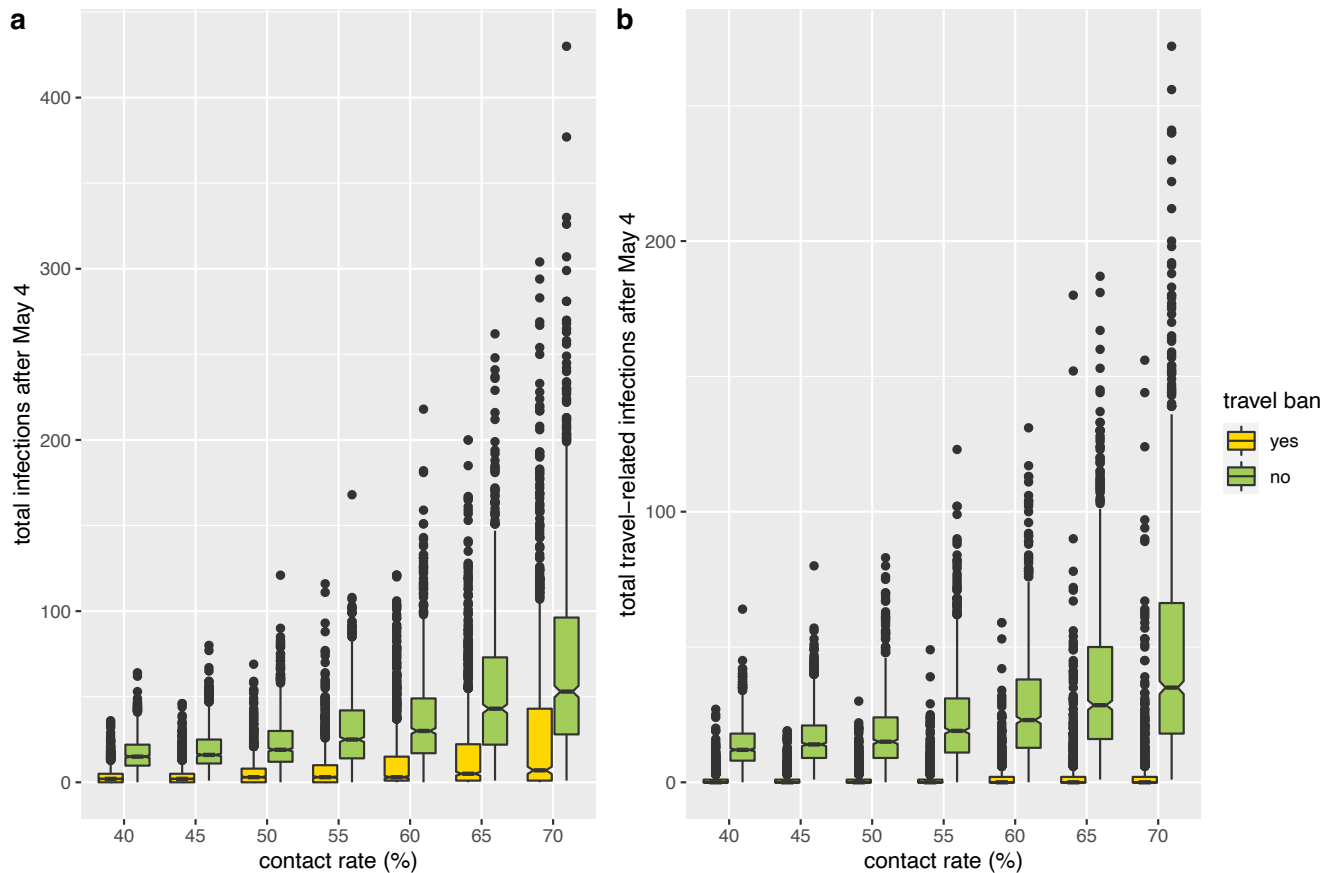 a
total infections after May 4
400
300
200
100
0
40 45 50 55 60 65 70
contact rate (%)
b
total travel−related infections after May 4
200
100
0
40 45 50 55 60 65 70
contact rate (%)
travel ban
yes
no